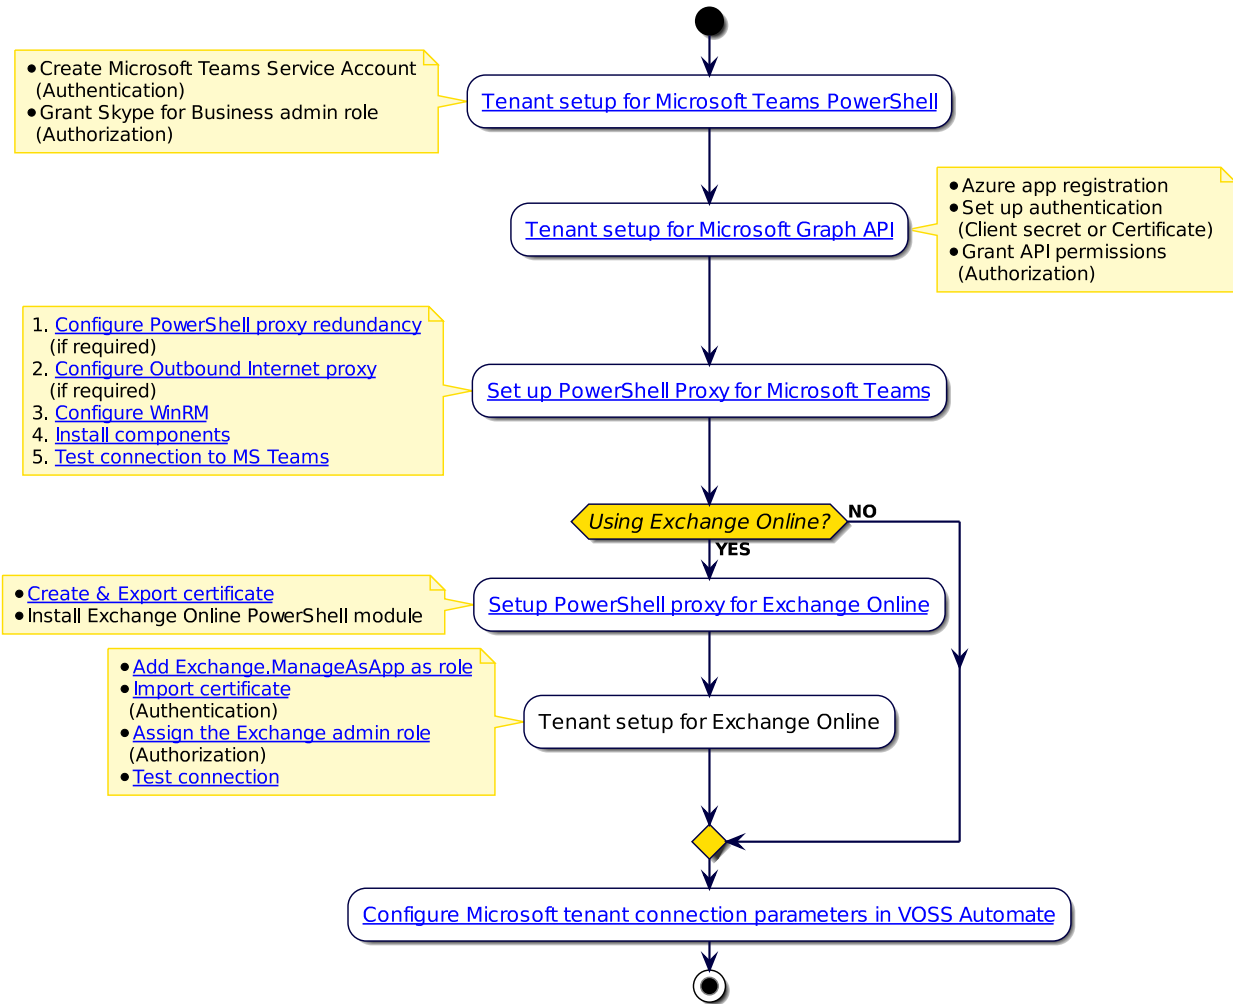 • Create Microsoft Teams Service Account
(Authentication)
• Grant Skype for Business admin role
(Authorization)
Tenant setup for Microsoft Teams PowerShell
• Azure app registration
• Set up authentication
(Client secret or Certificate)
• Grant API permissions
(Authorization)
Tenant setup for Microsoft Graph API
1. Configure PowerShell proxy redundancy
(if required)
2. Configure Outbound Internet proxy
(if required)
3. Configure WinRM
4. Install components
5. Test connection to MS Teams
Set up PowerShell Proxy for Microsoft Teams
Using Exchange Online?
NO
YES
• Create & Export certificate
• Install Exchange Online PowerShell module
Setup PowerShell proxy for Exchange Online
• Add Exchange.ManageAsApp as role
• Import certificate
(Authentication)
• Assign the Exchange admin role
(Authorization)
• Test connection
Tenant setup for Exchange Online
Configure Microsoft tenant connection parameters in VOSS Automate